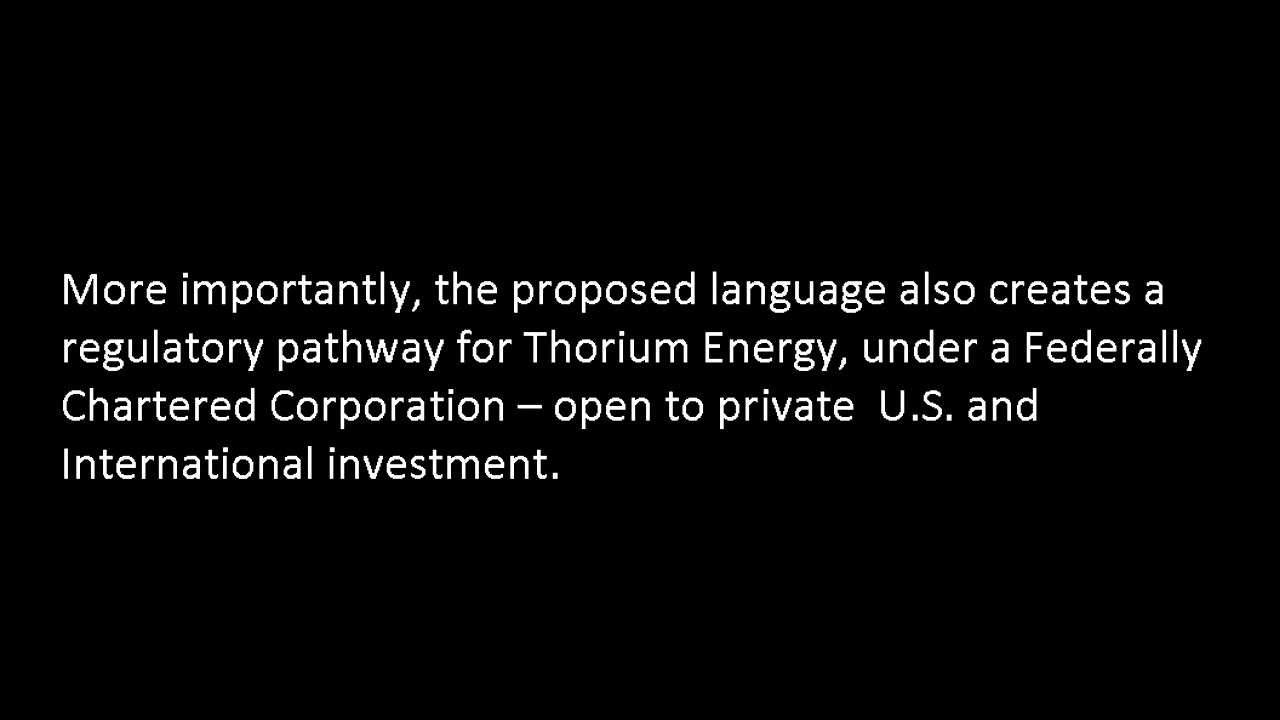 More importantly, the proposed language also creates a
regulatory pathway for Thorium Energy, under a Federally
Chartered Corporation – open to private  U.S. and
International investment.